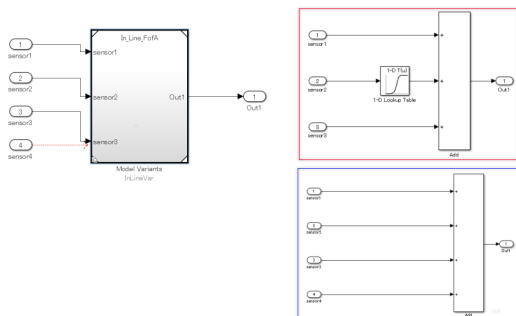 In_Line_FofA
1
sensor1
sensor1
2
sensor2
sensor2
Out1
1
Out1
3
sensor3
sensor3
4
sensor4
Model Variants
InLineVar
1
sensor1
+
1-D T(u)
2
sensor2
1-D Lookup Table
+
1
Out1
3
sensor3
+
Add
1
sensor1
+
+
1
Out1
3
sensor3
+
4
sensor4
+
Add